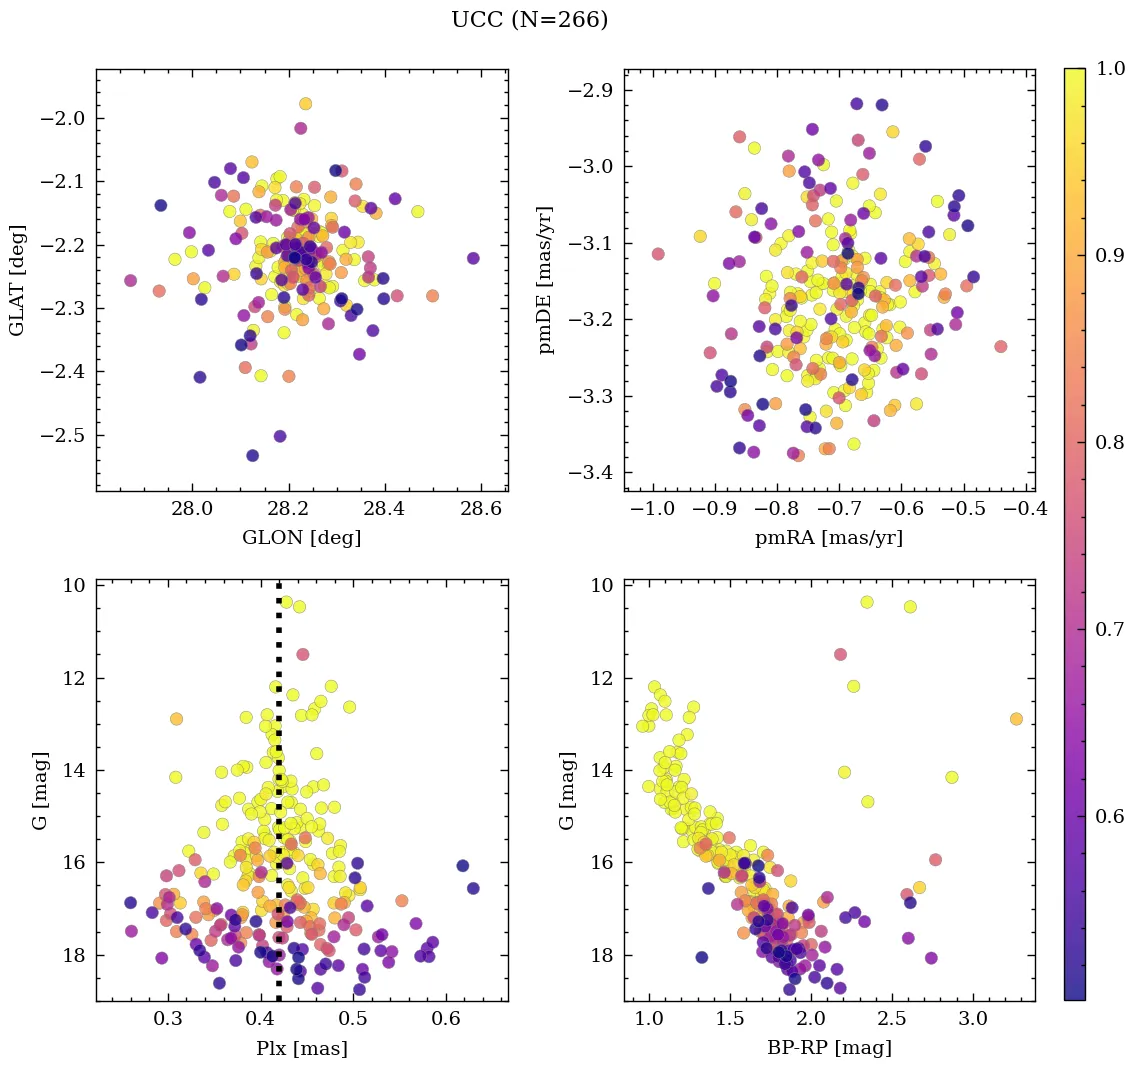 UCC (N=266)
−2.0
−2.1
−2.2
−2.3
−2.4
−2.5
GLAT [deg]
28.0 28.2 28.4 28.6
GLON [deg]
−2.9
−3.0
−3.1
−3.2
−3.3
−3.4
pmDE [mas/yr]
−1.0 −0.9 −0.8 −0.7 −0.6 −0.5 −0.4
pmRA [mas/yr]
10
12
14
16
18
G [mag]
0.3 0.4 0.5 0.6
Plx [mas]
10
12
14
16
18
G [mag]
1.0 1.5 2.0 2.5 3.0
BP-RP [mag]
1.0
0.9
0.8
0.7
0.6